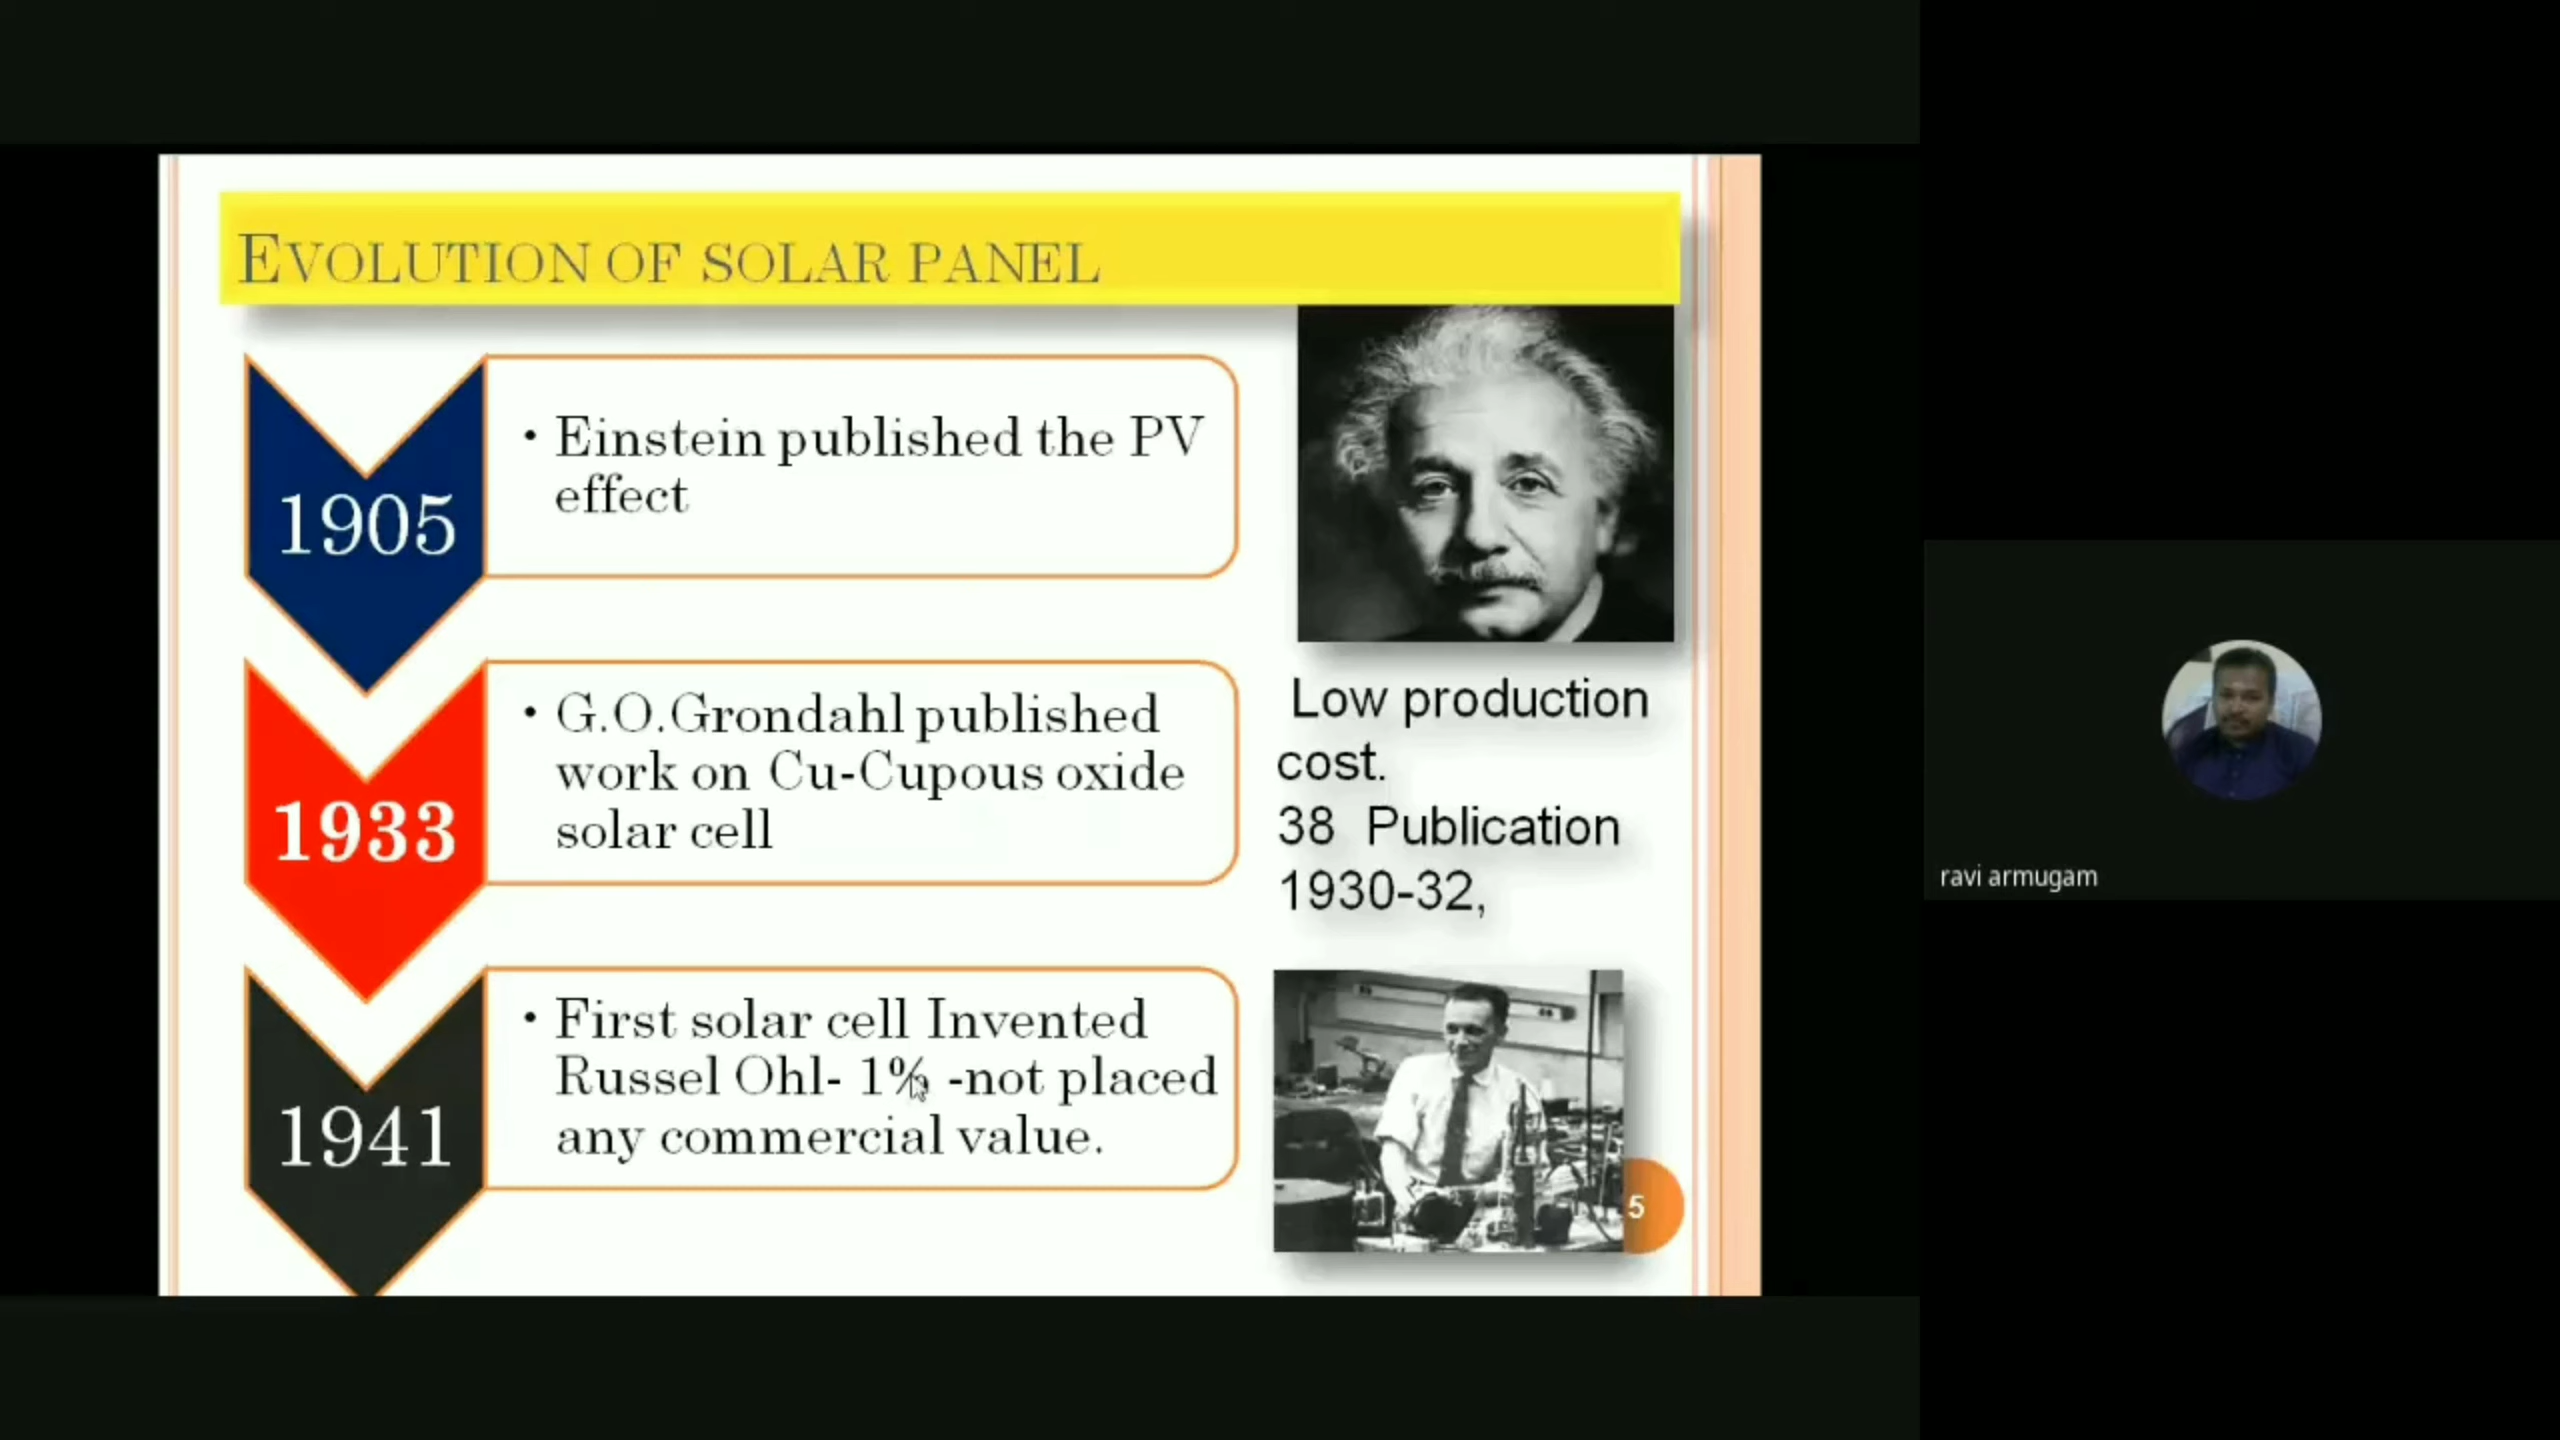 EVOLUTION OF SOLAR PANEL
1905
• Einstein published the PV
effect
1933
• G.O.Grondahl published
work on Cu-Cupous oxide
solar cell
Low production
cost.
38 Publication
1930-32,
1941
• First solar cell Invented
Russel Ohl- 1% -not placed
any commercial value.
5
ravi armugam